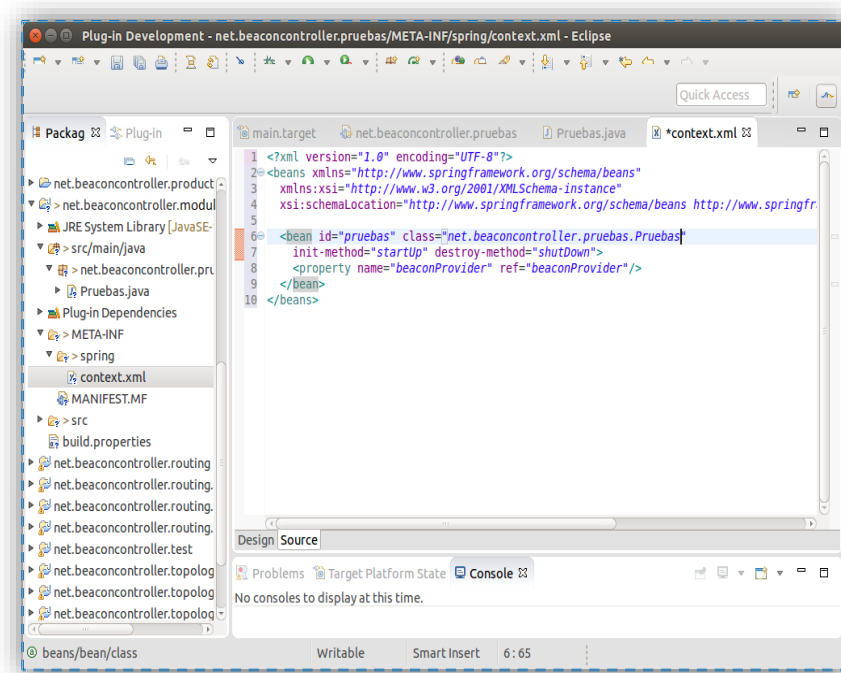 Plug-in Development - net.beaconcontroller.pruebas/META-INF/spring/context.xml - Eclipse
Quick Access
Packag Plug-in
main.target net.beaconcontroller.pruebas Pruebas.java *context.xml
net.beaconcontroller.product
> net.beaconcontroller.modul
JRE System Library [JavaSE-
> src/main/java
> net.beaconcontroller.pru
Pruebas.java
Plug-in Dependencies
> META-INF
> spring
context.xml
MANIFEST.MF
> src
build.properties
net.beaconcontroller.routing
net.beaconcontroller.routing.
net.beaconcontroller.routing.
net.beaconcontroller.routing.
net.beaconcontroller.test
net.beaconcontroller.topolog
net.beaconcontroller.topolog
net.beaconcontroller.topolog
1 <?xml version="1.0" encoding="UTF-8"?>
2 <beans xmlns="http://www.springframework.org/schema/beans"
3 xmlns:xsi="http://www.w3.org/2001/XMLSchema-instance"
4 xsi:schemaLocation="http://www.springframework.org/schema/beans http://www.springfr
5
6 <bean id="pruebas" class="net.beaconcontroller.pruebas.Pruebas"
7 init-method="startUp" destroy-method="shutDown">
8 <property name="beaconProvider" ref="beaconProvider"/>
9 </bean>
10 </beans>
Design Source
Problems Target Platform State Console
No consoles to display at this time.
beans/bean/class Writable Smart Insert 6:65